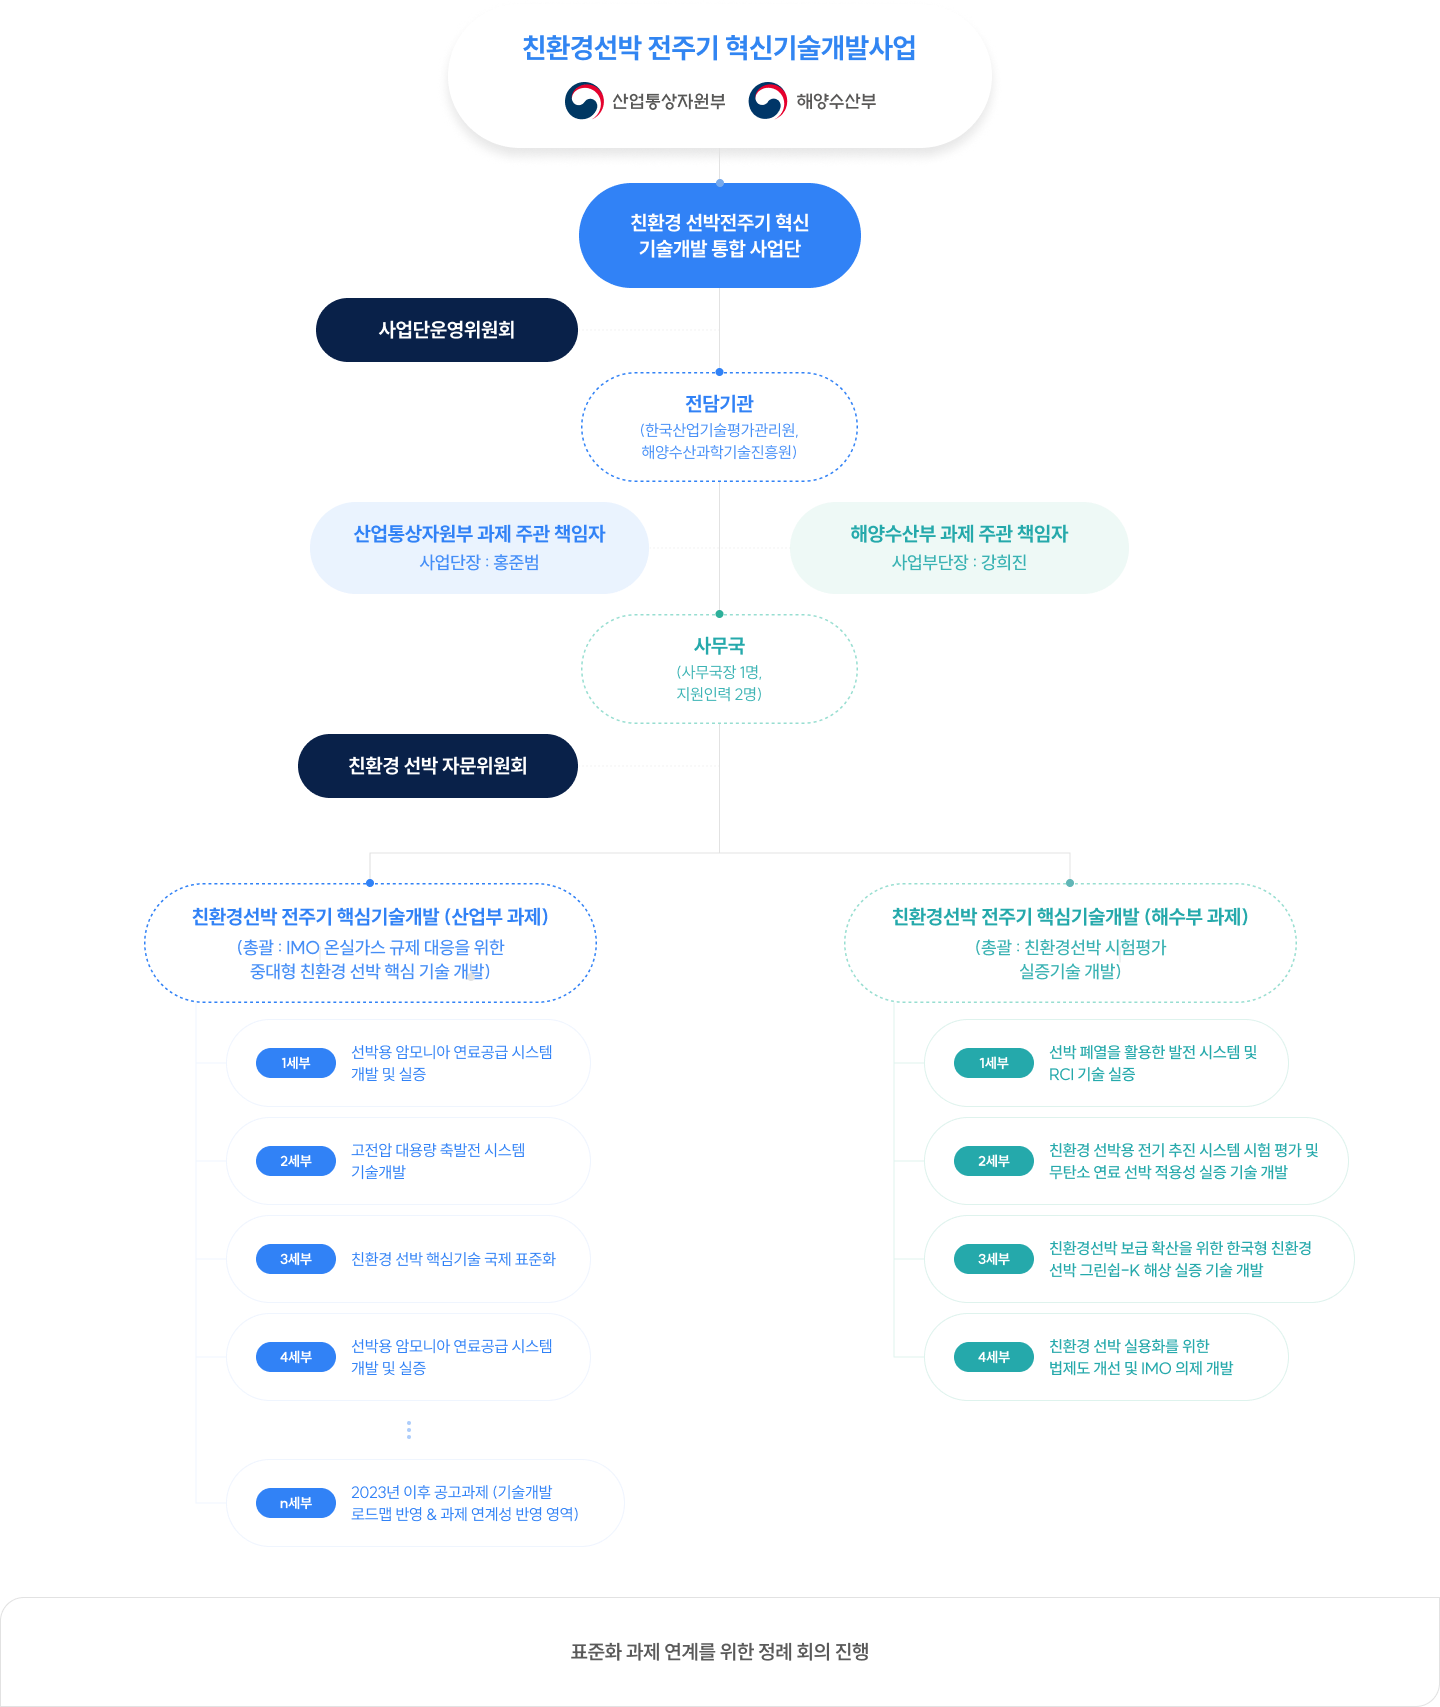 친환경선박 전주기 혁신기술개발사업
산업통상자원부 해양수산부
친환경 선박전주기 혁신
기술개발 통합 사업단
사업단운영위원회
전담기관
(한국산업기술평가관리원,
해양수산과학기술진흥원)
산업통상자원부 과제 주관 책임자
사업단장 : 홍준범
해양수산부 과제 주관 책임자
사업부단장 : 강희진
사무국
(사무국장 1명,
지원인력 2명)
친환경 선박 자문위원회
친환경선박 전주기 핵심기술개발 (산업부 과제)
(총괄 : IMO 온실가스 규제 대응을 위한
중대형 친환경 선박 핵심 기술 개발)
1세부
선박용 암모니아 연료공급 시스템
개발 및 실증
2세부
고전압 대용량 축발전 시스템
기술개발
3세부
친환경 선박 핵심기술 국제 표준화
4세부
선박용 암모니아 연료공급 시스템
개발 및 실증
n세부
2023년 이후 공고과제 (기술개발
로드맵 반영 & 과제 연계성 반영 영역)
친환경선박 전주기 핵심기술개발 (해수부 과제)
(총괄 : 친환경선박 시험평가
실증기술 개발)
1세부
선박 폐열을 활용한 발전 시스템 및
RCI 기술 실증
2세부
친환경 선박용 전기 추진 시스템 시험 평가 및
무탄소 연료 선박 적용성 실증 기술 개발
3세부
친환경선박 보급 확산을 위한 한국형 친환경
선박 그린쉽-K 해상 실증 기술 개발
4세부
친환경 선박 실용화를 위한
법제도 개선 및 IMO 의제 개발
표준화 과제 연계를 위한 정례 회의 진행